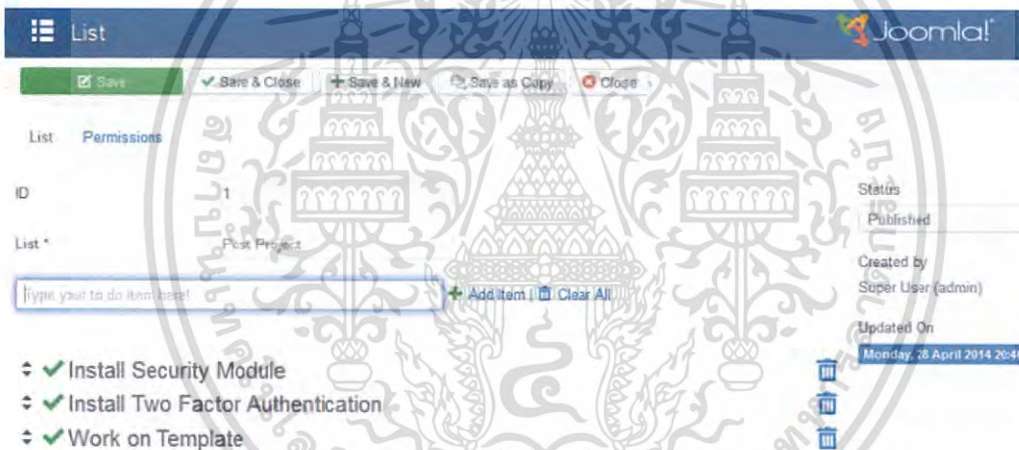 List
Joomla!
Save Save & Close Save & New Save as Copy Close
List Permissions
ID 1
Status
Published
List * Post Project
Created by
Super User (admin)
Type your to do item here!
Add Item | Clear All
Updated On
Monday, 28 April 2014 20:4
Install Security Module
Install Two Factor Authentication
Work on Template